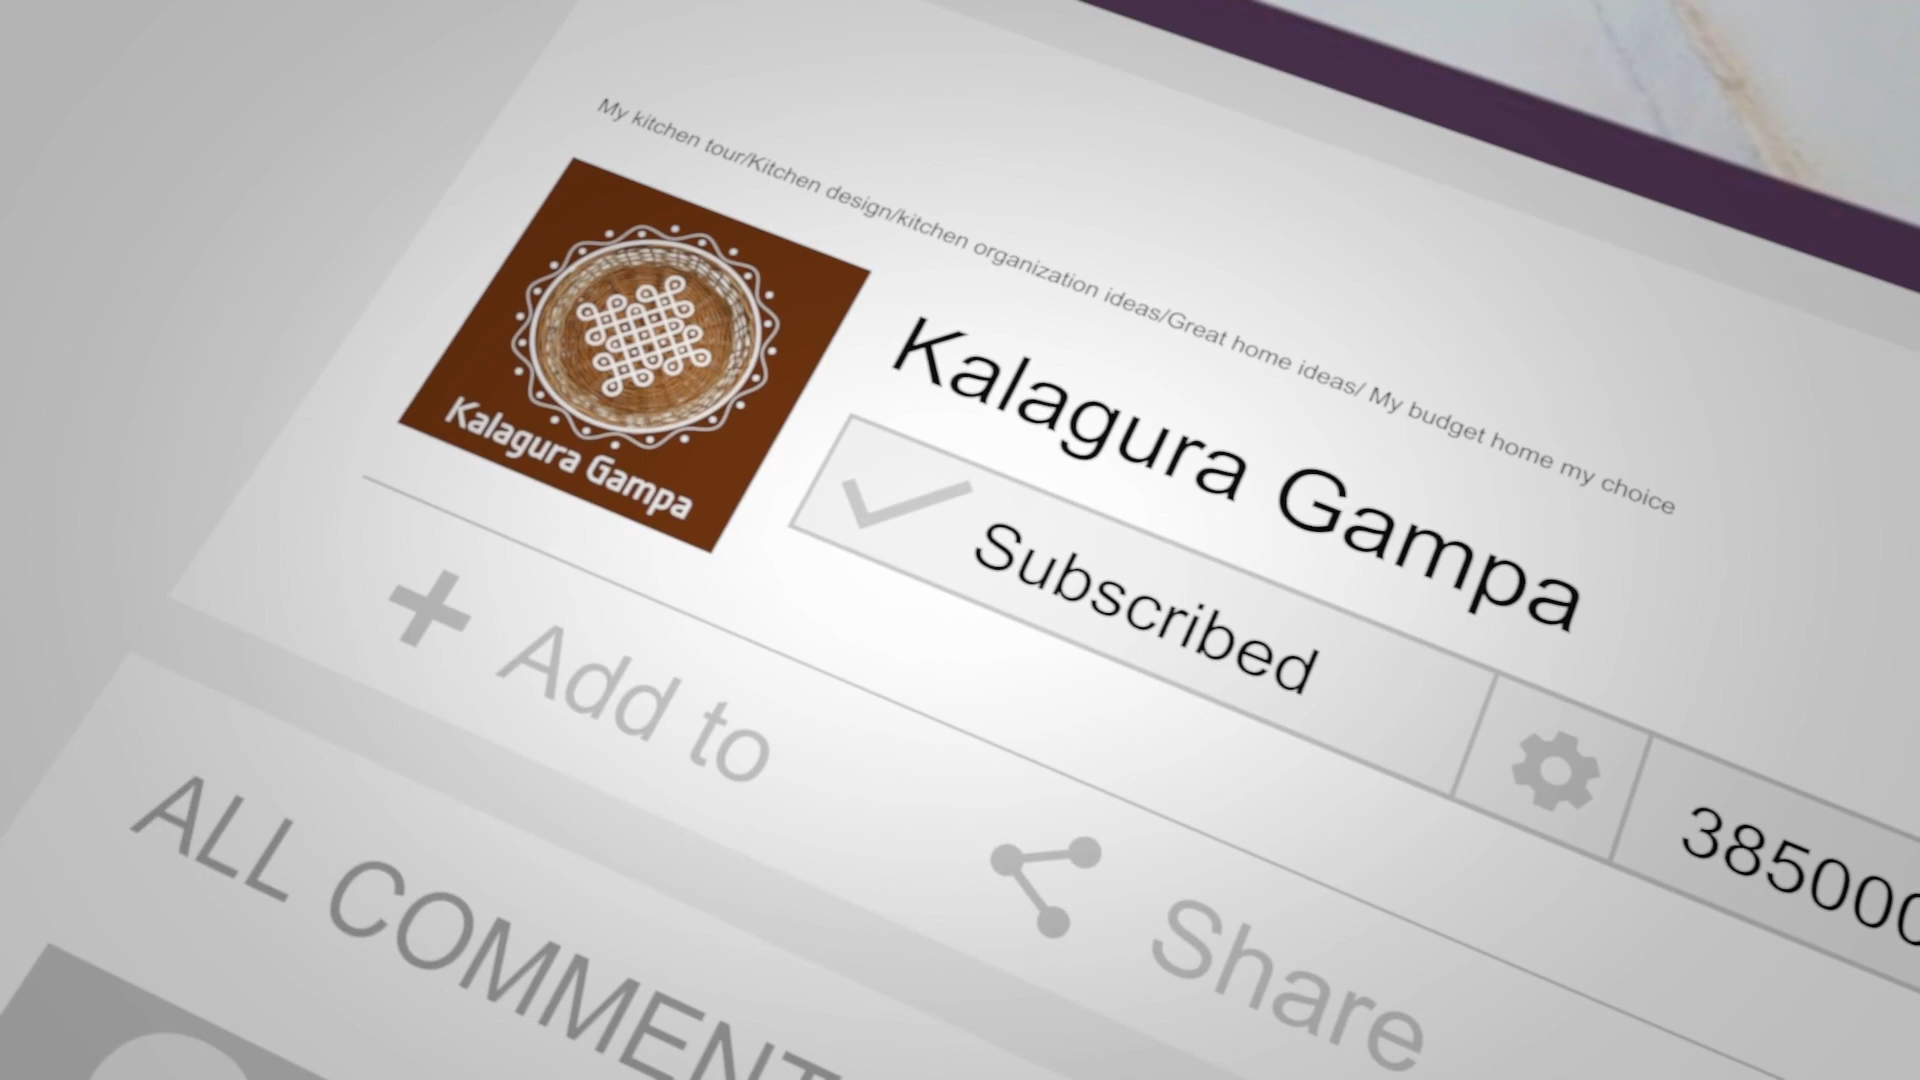 My kitchen tour/Kitchen design/kitchen organization ideas/Great home ideas/ My budget home my choice
Kalagura Gampa
Kalagura Gampa
Subscribed
Add to
Share
ALL COMMENT